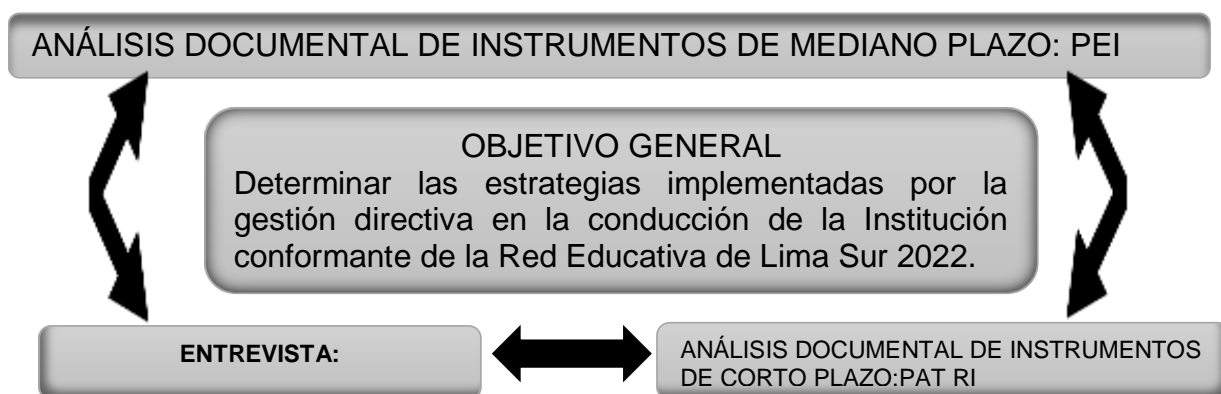 ANÁLISIS DOCUMENTAL DE INSTRUMENTOS DE MEDIANO PLAZO: PEI
OBJETIVO GENERAL
Determinar las estrategias implementadas por la
gestión directiva en la conducción de la Institución
conformante de la Red Educativa de Lima Sur 2022.
ENTREVISTA:
ANÁLISIS DOCUMENTAL DE INSTRUMENTOS
DE CORTO PLAZO:PAT RI